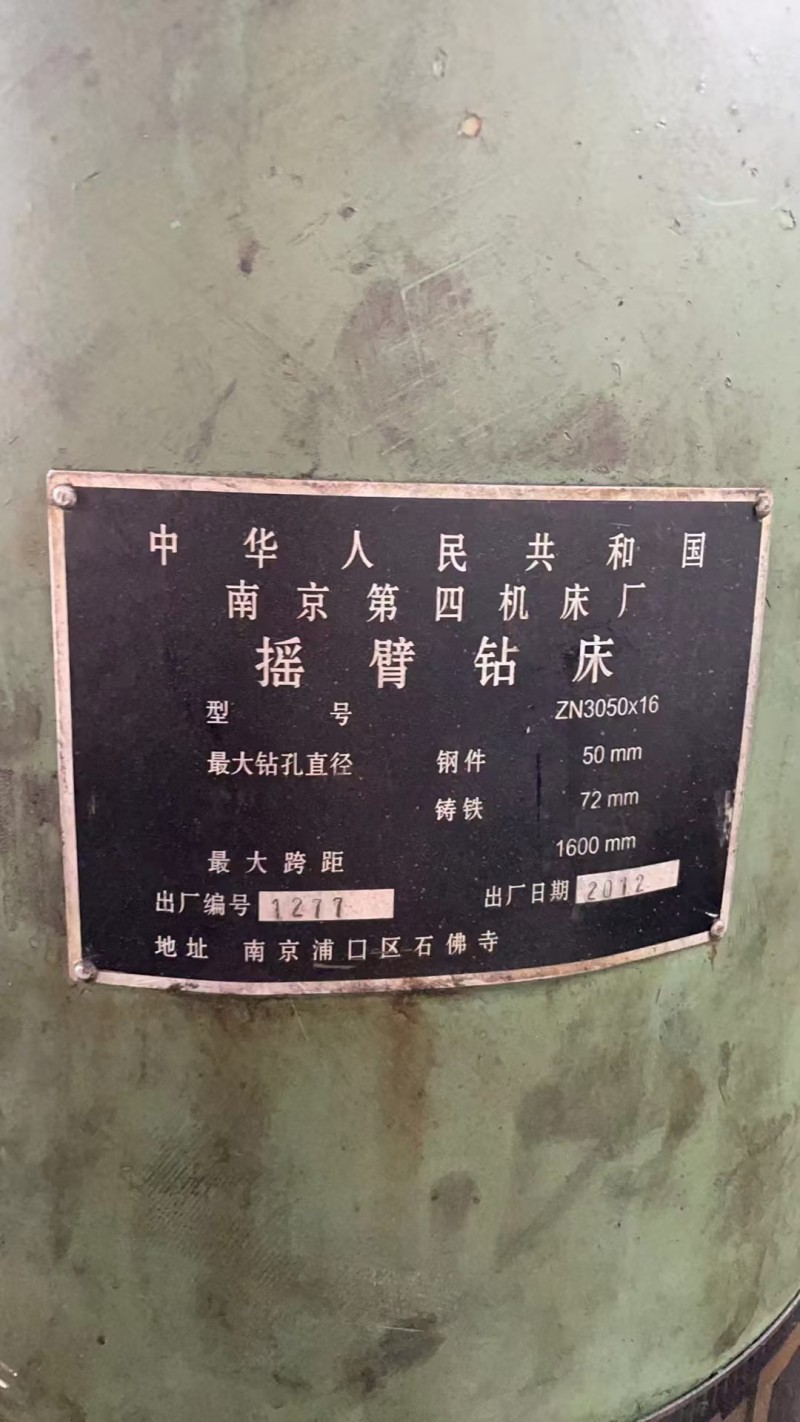 中华人民共和国
南京第四机床厂
摇臂钻床
型号 ZN3050x16
最大钻孔直径 钢件 50 mm
铸铁 72 mm
最大跨距 1600 mm
出厂编号 1277 出厂日期 2012
地址 南京浦口区石佛寺